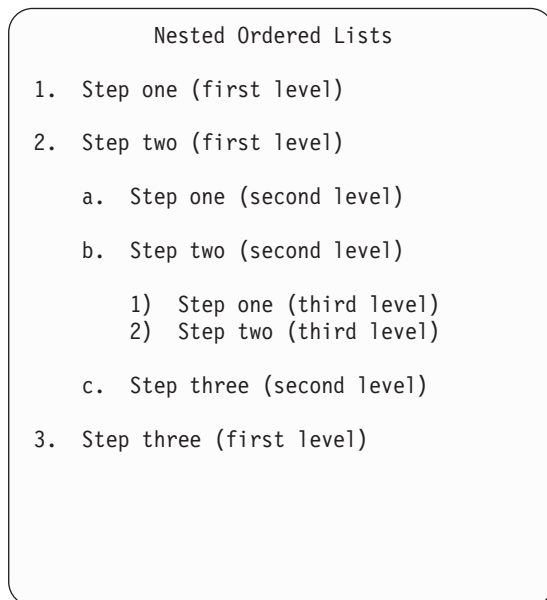 Nested Ordered Lists
1. Step one (first level)
2. Step two (first level)
a. Step one (second level)
b. Step two (second level)
1) Step one (third level)
2) Step two (third level)
c. Step three (second level)
3. Step three (first level)